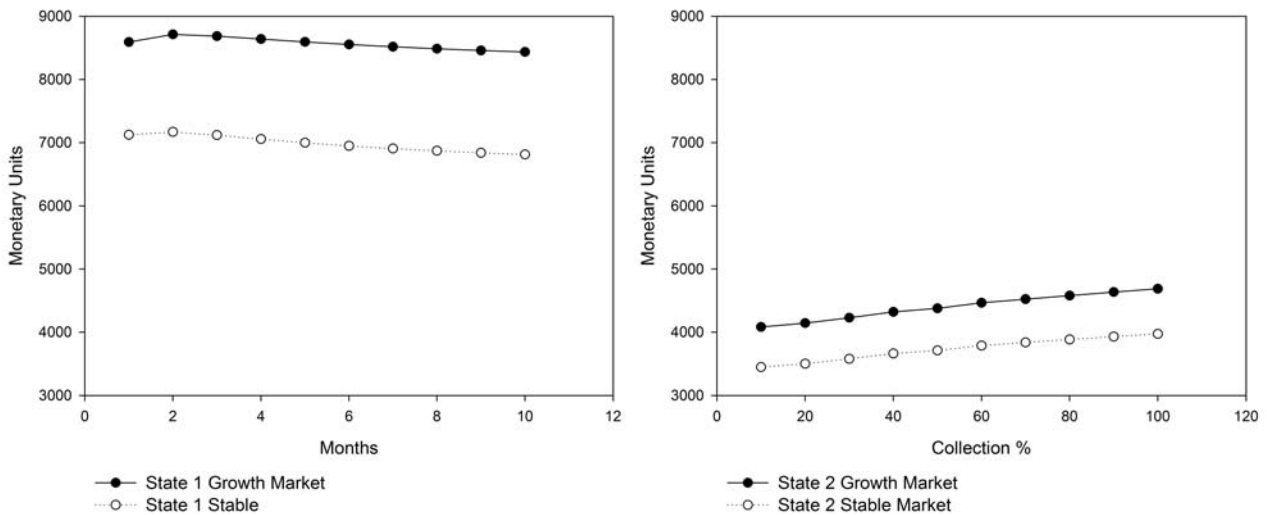 9000
8000
7000
6000
5000
4000
3000
Monetary Units
0 2 4 6 8 10 12
Months
State 1 Growth Market
State 1 Stable
9000
8000
7000
6000
5000
4000
3000
Monetary Units
0 20 40 60 80 100 120
Collection %
State 2 Growth Market
State 2 Stable Market